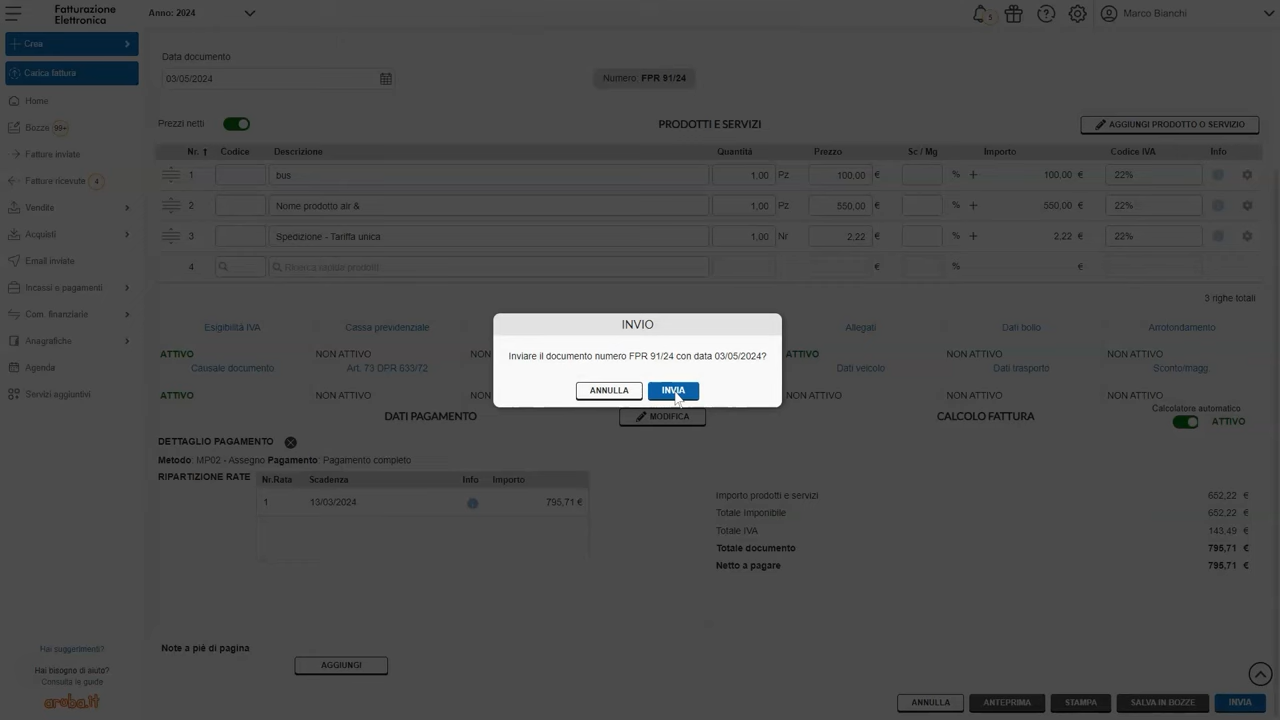 Fatturazione
Elettronica
Anno: 2024
5
Marco Bianchi
Crea
Carica fattura
Home
Bozze 99+
Fatture inviate
Fatture ricevute 4
Vendite
Acquisti
Email inviate
Incassi e pagamenti
Com. finanziarie
Anagrafiche
Agenda
Servizi aggiuntivi
Hai suggerimenti?
Hai bisogno di aiuto?
Consulta le guide
aruba.it
Data documento
03/05/2024
Numero: FPR 91/24
Prezzi netti
PRODOTTI E SERVIZI
AGGIUNGI PRODOTTO O SERVIZIO
Nr. ↑ Codice Descrizione Quantità Prezzo Sc / Mg Importo Codice IVA Info
1 bus 1,00 Pz 100,00 € % + 100,00 € 22%
2 Nome prodotto air & 1,00 Pz 550,00 € % + 550,00 € 22%
3 Spedizione - Tariffa unica 1,00 Nr 2,22 € % + 2,22 € 22%
4 Ricerca rapida prodotti € % €
3 righe totali
Esigibilità IVA Cassa previdenziale Allegati Dati bollo Arrotondamento
ATTIVO NON ATTIVO NON ATTIVO NON ATTIVO
Causale documento Art. 73 DPR 633/72 Dati veicolo Dati trasporto Sconto/magg.
ATTIVO NON ATTIVO NON ATTIVO NON ATTIVO NON ATTIVO
INVIO
Inviare il documento numero FPR 91/24 con data 03/05/2024?
ANNULLA INVIA
DATI PAGAMENTO
MODIFICA
CALCOLO FATTURA
Calcolatore automatico
ATTIVO
DETTAGLIO PAGAMENTO
Metodo: MP02 - Assegno Pagamento: Pagamento completo
RIPARTIZIONE RATE
Nr.Rata Scadenza Info Importo
1 13/03/2024 795,71 €
Importo prodotti e servizi 652,22 €
Totale Imponibile 652,22 €
Totale IVA 143,49 €
Totale documento 795,71 €
Netto a pagare 795,71 €
Note a piè di pagina
AGGIUNGI
ANNULLA ANTEPRIMA STAMPA SALVA IN BOZZE INVIA